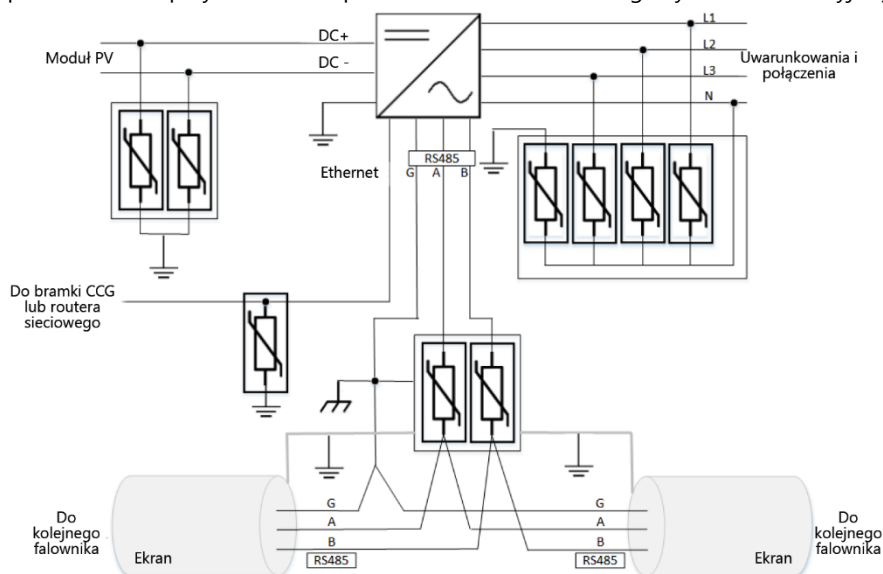 L1
DC+
Moduł PV
L2
Uwarunkowania i
połączenia
DC -
L3
N
RS485
Ethernet
G A B
Do bramki CCG
lub routera
sieciowego
Do
kolejnego
falownika
G
A
B
RS485
Ekran
G
A
B
RS485
Ekran
Do
kolejnego
falownika